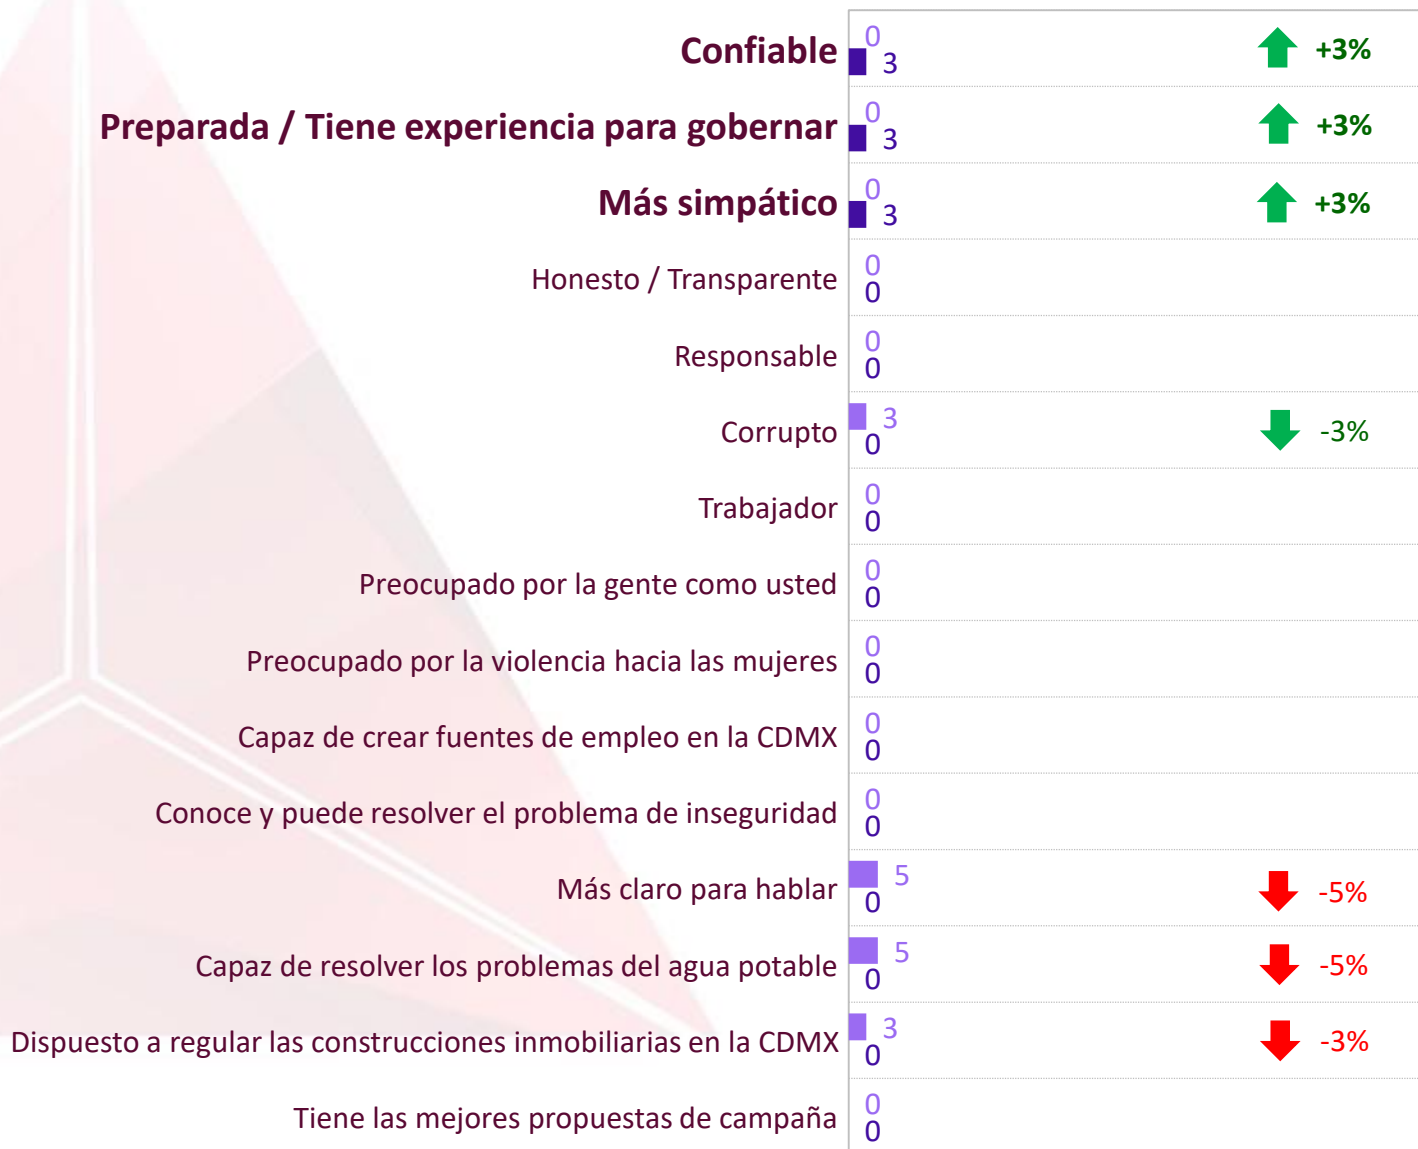 Confiable 0 3 +3%
Preparada / Tiene experiencia para gobernar 0 3 +3%
Más simpático 0 3 +3%
Honesto / Transparente 0 0
Responsable 0 0
Corrupto 3 0 -3%
Trabajador 0 0
Preocupado por la gente como usted 0 0
Preocupado por la violencia hacia las mujeres 0 0
Capaz de crear fuentes de empleo en la CDMX 0 0
Conoce y puede resolver el problema de inseguridad 0 0
Más claro para hablar 5 0 -5%
Capaz de resolver los problemas del agua potable 5 0 -5%
Dispuesto a regular las construcciones inmobiliarias en la CDMX 3 0 -3%
Tiene las mejores propuestas de campaña 0 0